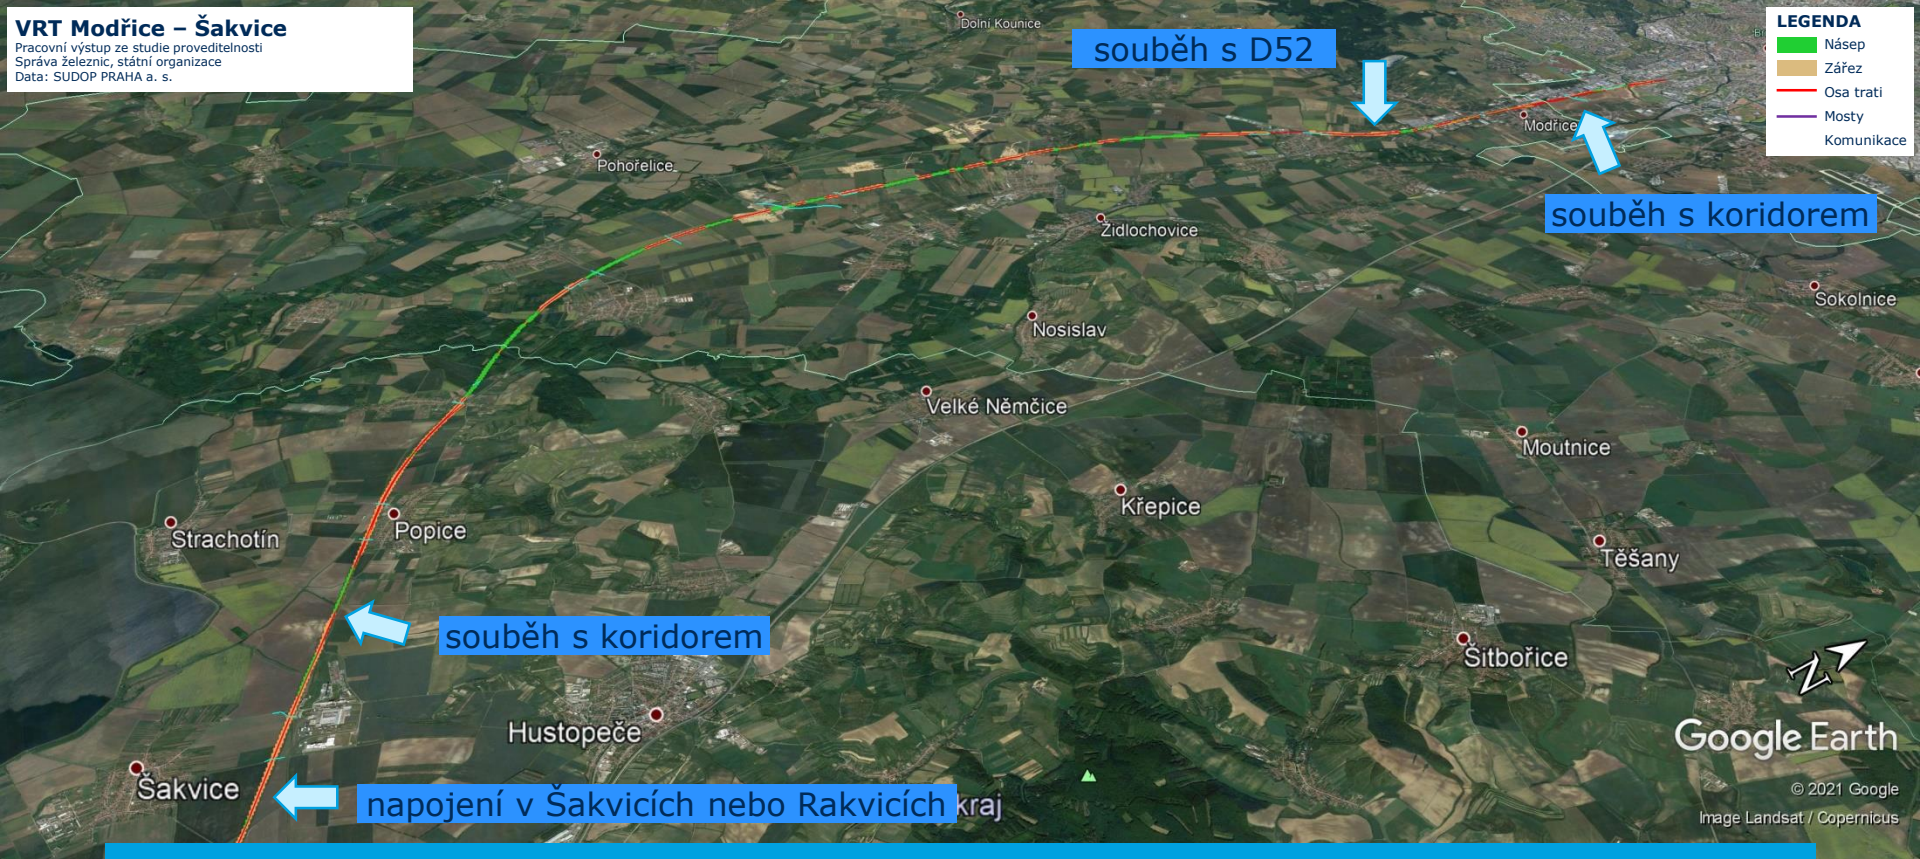 VRT Modřice – Šakvice
Pracovní výstup ze studie proveditelnosti
Správa železnic, státní organizace
Data: SUDOP PRAHA a. s.
LEGENDA
Násep
Zářez
Osa trati
Mosty
Komunikace
Dolní Kounice
souběh s D52
Modřice
Pohořelice
souběh s koridorem
Židlochovice
Sokolnice
Nosislav
Velké Němčice
Moutnice
Křepice
Strachotín
Popice
Těšany
souběh s koridorem
Šitbořice
Hustopeče
Šakvice
napojení v Šakvicích nebo Rakvicích
kraj
N
Google Earth
© 2021 Google
Image Landsat / Copernicus